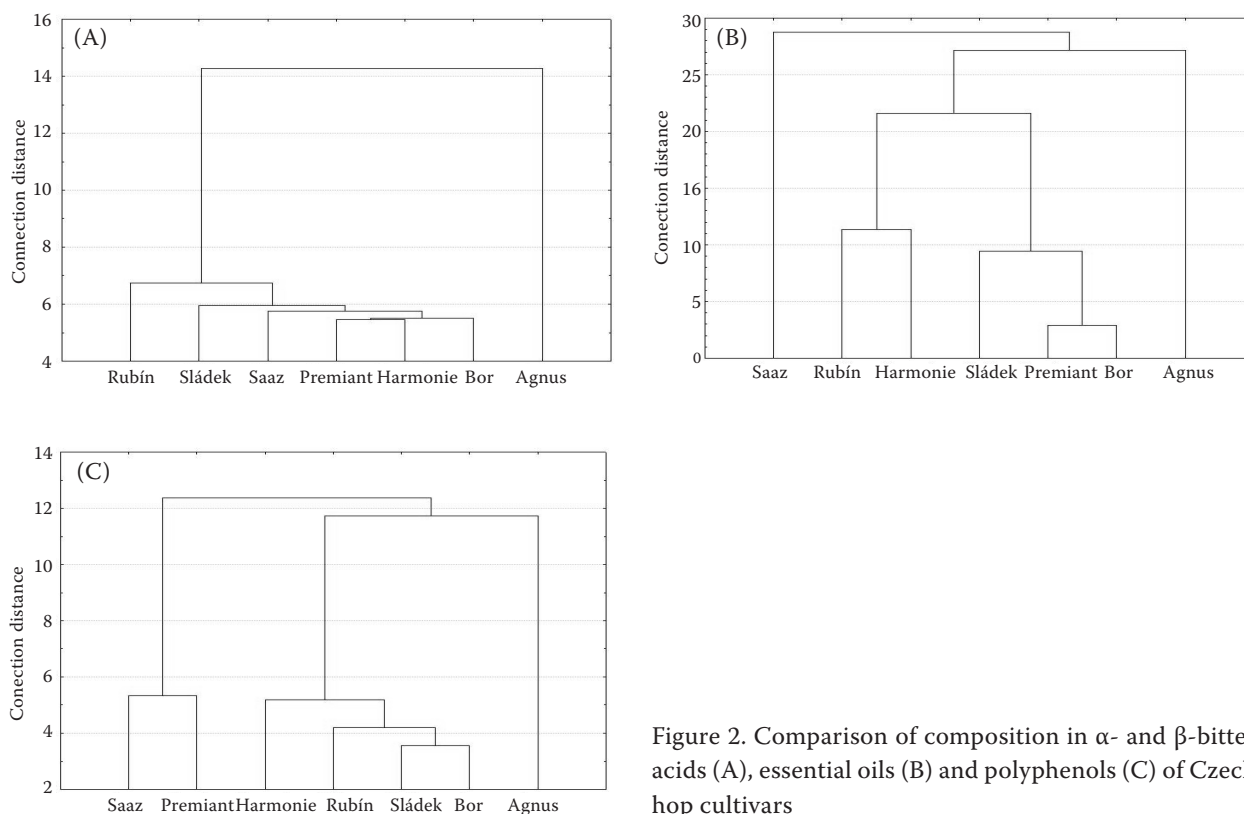 (A)
16
14
12
10
8
6
4
Connection distance
Rubín Sládek Saaz Premiant Harmonie Bor Agnus
(B)
30
25
20
16
10
5
0
Conection distance
Saaz Rubín Harmonie Sládek Premiant Bor Agnus
(C)
14
12
10
8
6
4
2
Conection distance
Saaz Premiant Harmonie Rubín Sládek Bor Agnus
Figure 2. Comparison of composition in α- and β-bitte
acids (A), essential oils (B) and polyphenols (C) of Czec
hop cultivars